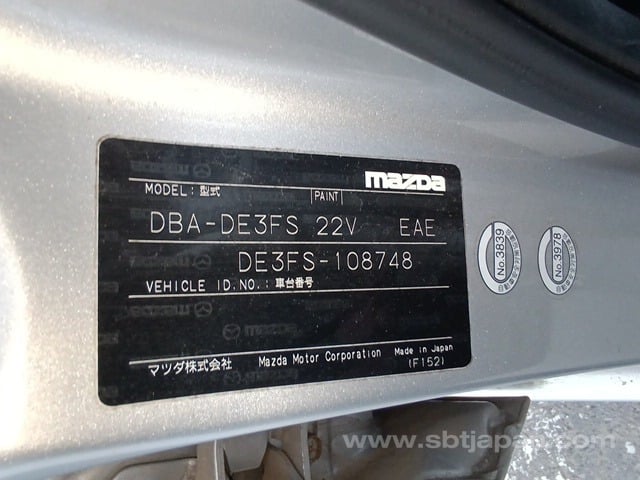 mazda
MODEL:型式 PAINT
DBA-DE3FS 22V EAE
DE3FS-108748
VEHICLE ID.NO.:車台番号
マツダ株式会社 Mazda Motor Corporation Made in Japan
(F152)
No.3839
No.3978
www.sbtjapan.com